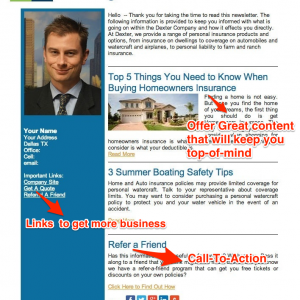 Hello – Thank you for taking the time to read this newsletter. The
following information is provided to keep you informed with what is
going on within the Dexter Company and how it affects you directly.
At Dexter, we provide a range of personal insurance products and
options, from insurance on dwellings to coverage for automobiles and
watercraft and airplanes, to personal liability to farm and ranch
insurance.
Top 5 Things You Need to Know When
Buying Homeowners Insurance
Finding a home is not easy.
But once you find the home
of your dreams, the first thing
you should do is get
Offer Great content
that will keep you
top-of-mind
homeowners insurance
what is
consider is what your deductible is
Read More
3 Summer Boating Safety Tips
Home and Auto insurance policies may provide limited coverage for
personal watercraft. Talk to your representative about coverage
limits. You may want to consider purchasing a personal watercraft
policy to protect you and your water vehicle in the event of an
accident.
Refer a Friend
Has this information been
it
along to a friend that
know
we have a refer-a-friend program that can get you free tickets or
discounts on your policies?
Click Here to Find Out How
Call-To-Action
Your Name
Your Address
Dallas TX
Office:
Cell:
email:
Important Links:
Company Site
Get A Quote
Refer A Friend
Links to get more business